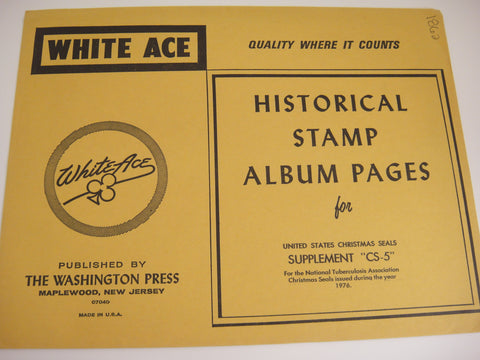 WHITE ACE
QUALITY WHERE IT COUNTS
HISTORICAL
STAMP
ALBUM PAGES
for
UNITED STATES CHRISTMAS SEALS
SUPPLEMENT "CS-5"
For the National Tuberculosis Association
Christmas Seals issued during the year
1976.
White Ace
PUBLISHED BY
THE WASHINGTON PRESS
MAPLEWOOD, NEW JERSEY
07040
MADE IN U.S.A.